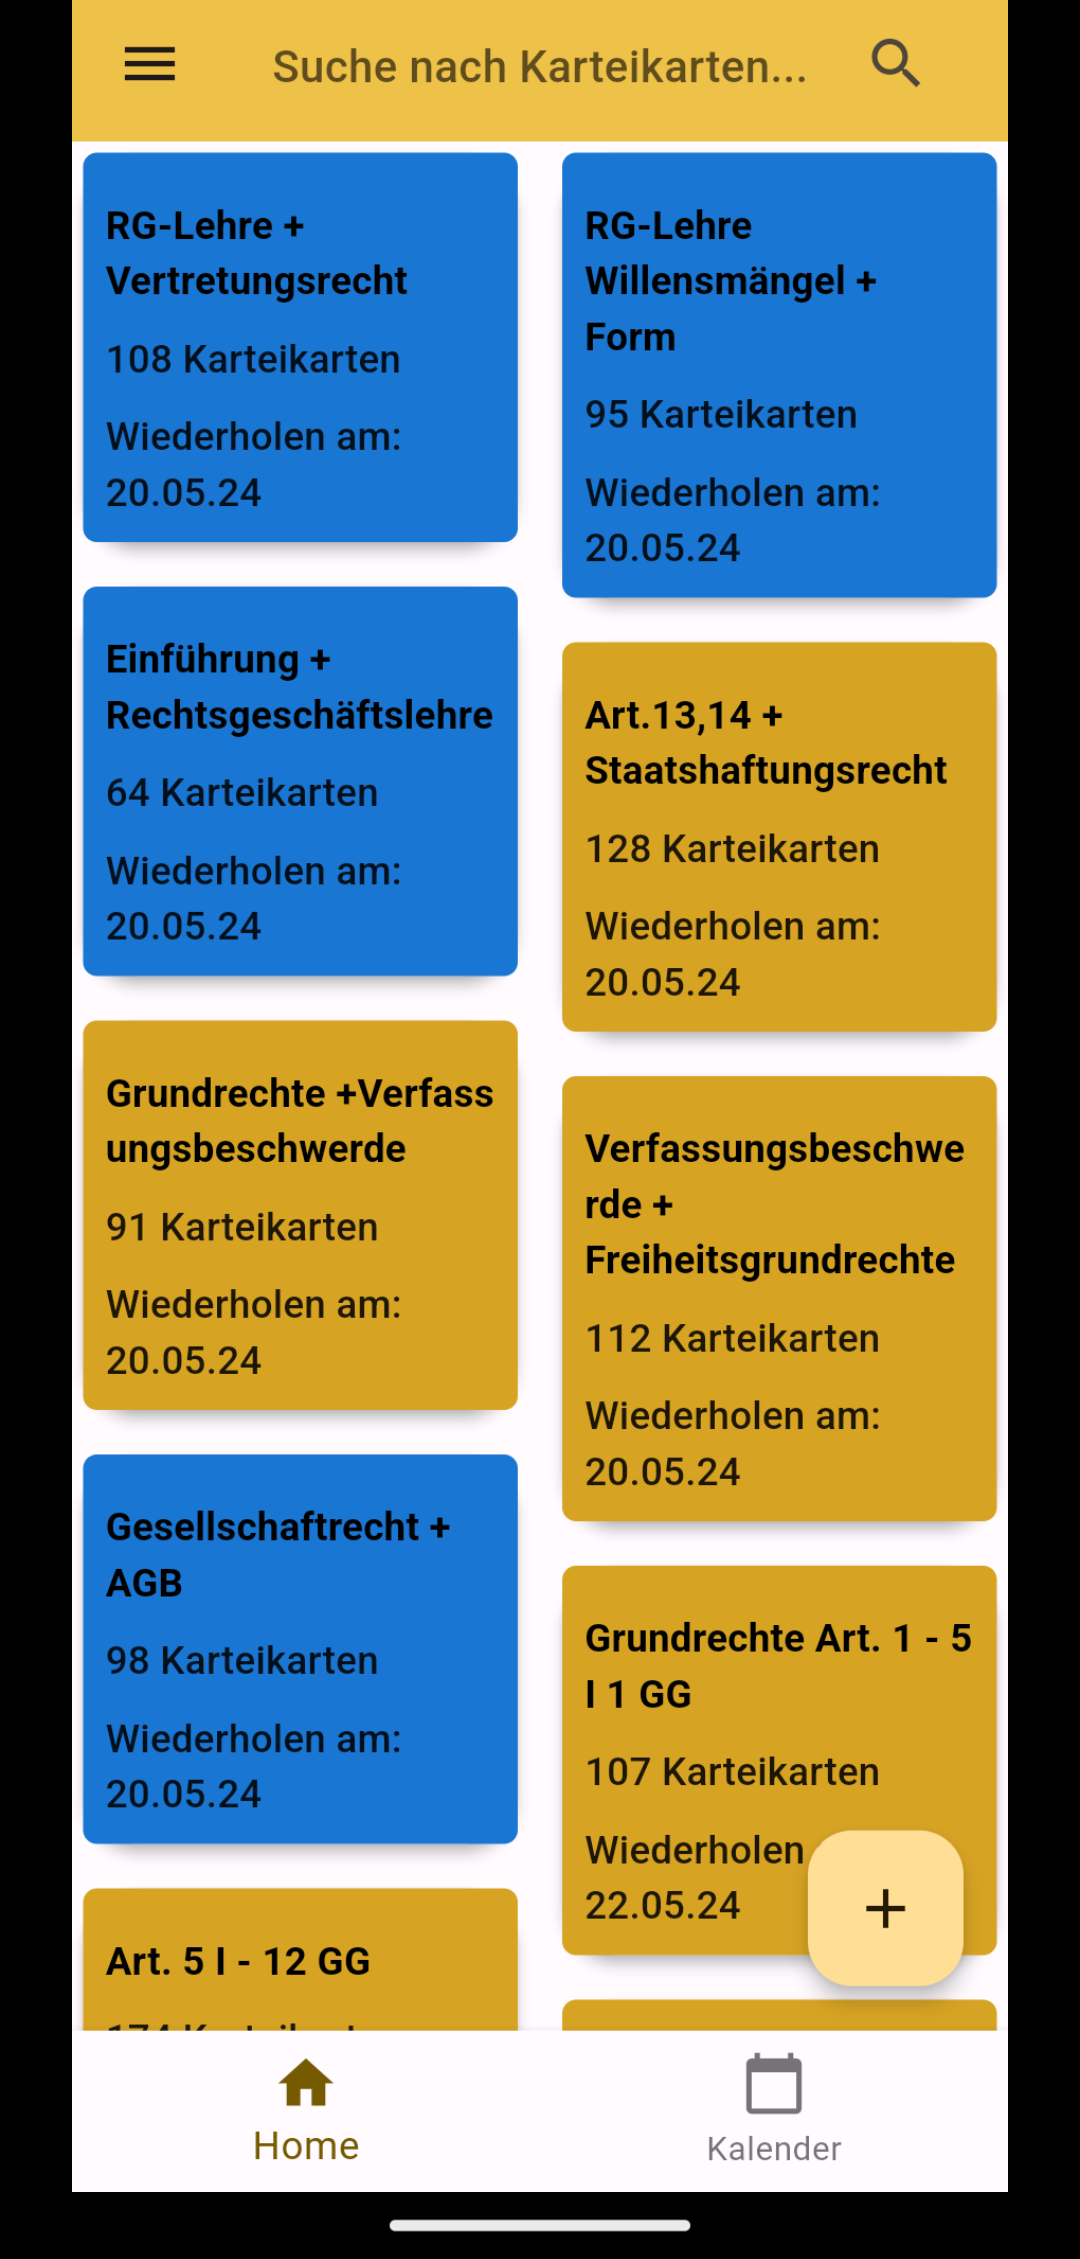 Suche nach Karteikarten...
RG-Lehre +
Vertretungsrecht
108 Karteikarten
Wiederholen am:
20.05.24
RG-Lehre
Willensmängel +
Form
95 Karteikarten
Wiederholen am:
20.05.24
Einführung +
Rechtsgeschäftslehre
64 Karteikarten
Wiederholen am:
20.05.24
Art.13,14 +
Staatshaftungsrecht
128 Karteikarten
Wiederholen am:
20.05.24
Grundrechte +Verfass
ungsbeschwerde
91 Karteikarten
Wiederholen am:
20.05.24
Verfassungsbeschwe
rde +
Freiheitsgrundrechte
112 Karteikarten
Wiederholen am:
20.05.24
Gesellschaftrecht +
AGB
98 Karteikarten
Wiederholen am:
20.05.24
Grundrechte Art. 1 - 5
I 1 GG
107 Karteikarten
Wiederholen
22.05.24
Art. 5 I - 12 GG
Home
Kalender